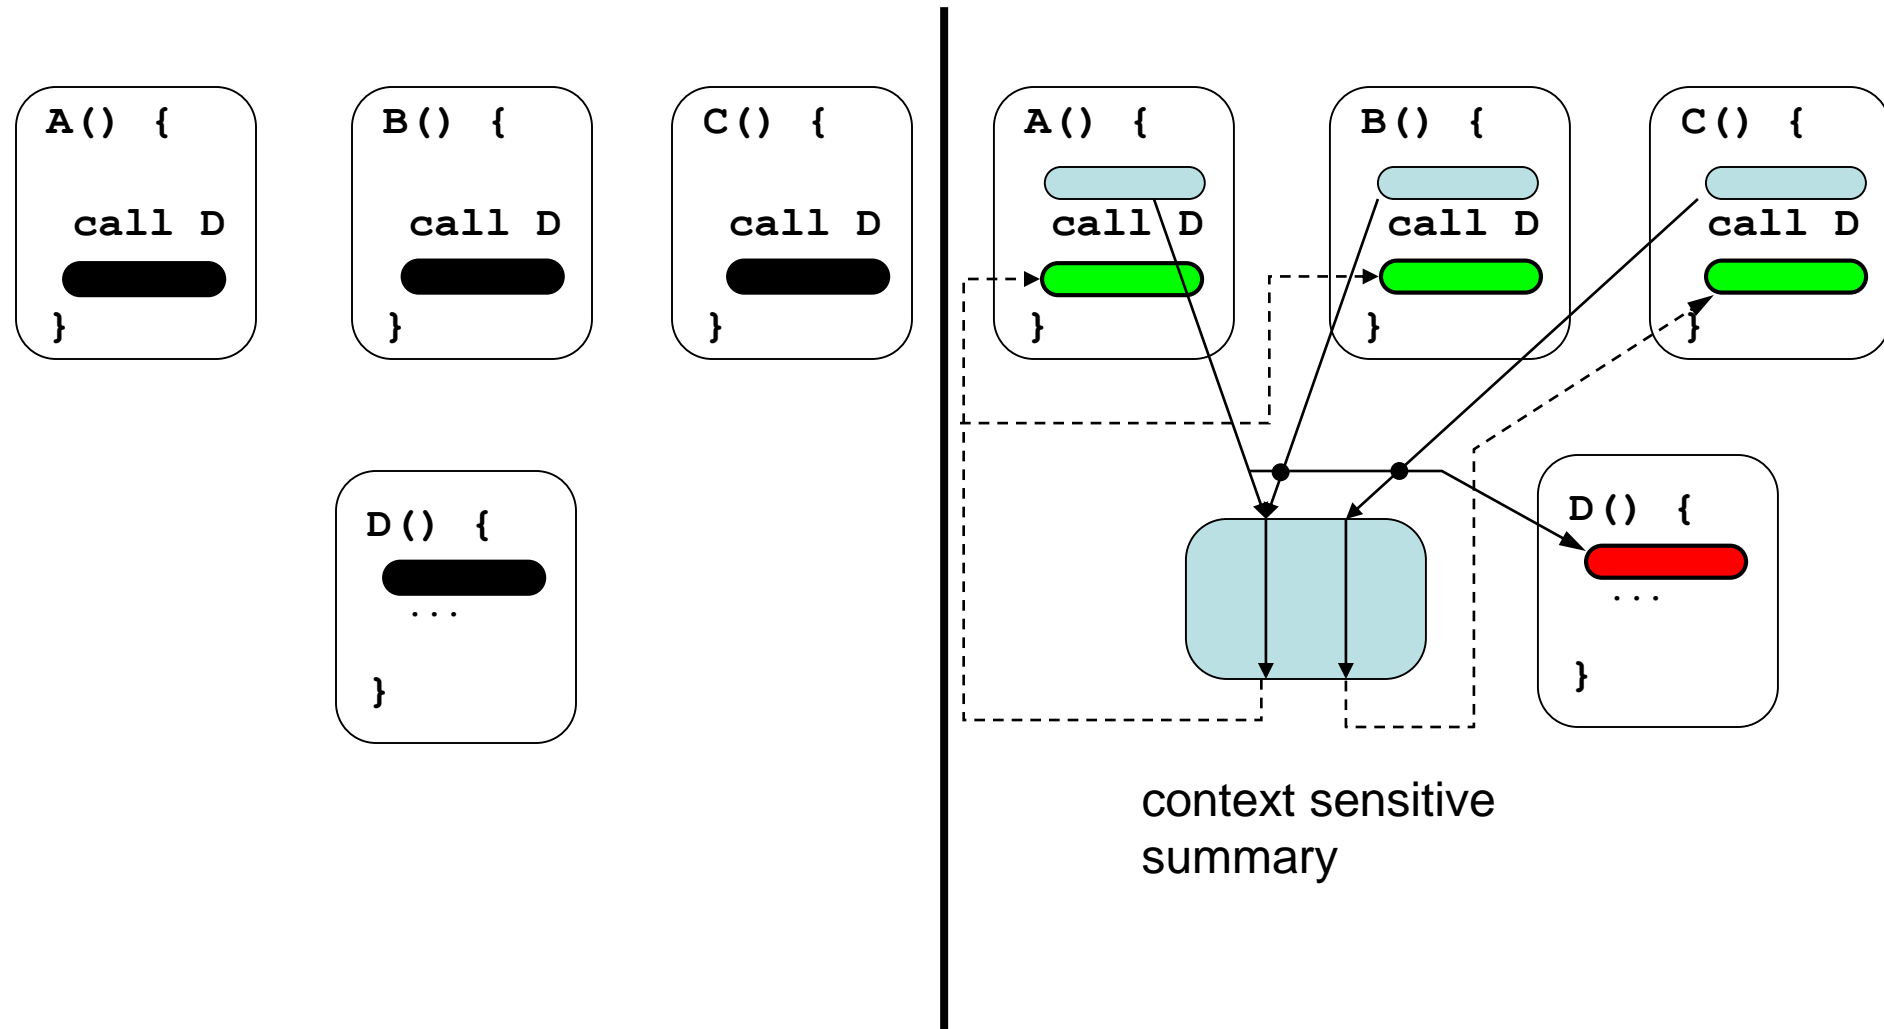 A() {
call D
}
B() {
call D
}
C() {
call D
}
D() {
...
}
A() {
call D
}
B() {
call D
}
C() {
call D
}
D() {
...
}
context sensitive
summary